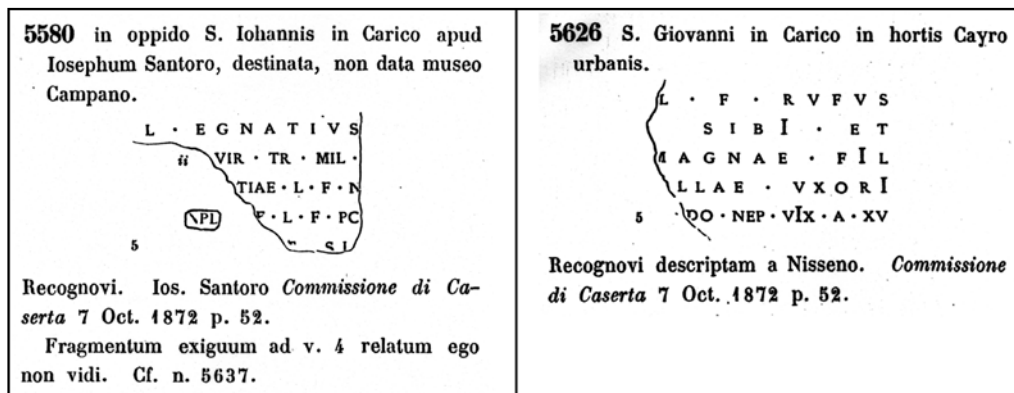 5580 in oppido S. Iohannis in Carico apud
Iosephum Santoro, destinata, non data museo
Campano.
L · EGNATIVS
ii VIR · TR · MIL ·
TIAE · L · F · N
\PL F · L · F · PC
5 SI
Recognovi. Ios. Santoro Commissione di Ca-
serta 7 Oct. 1872 p. 52.
Fragmentum exiguum ad v. 4 relatum ego
non vidi. Cf. n. 5637.
5626 S. Giovanni in Carico in hortis Cayro
urbanis.
L · F · RVFVS
SIBI · ET
MAGNAE · FIL
LLAE · VXORI
5 DO · NEP · VIX · A · XV
Recognovi descriptam a Nisseno. Commissione
di Caserta 7 Oct. 1872 p. 52.